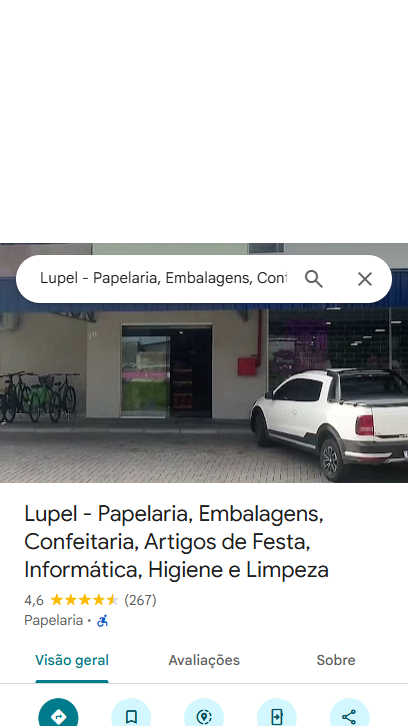 Lupel - Papelaria, Embalagens, Conf
Lupel - Papelaria, Embalagens,
Confeitaria, Artigos de Festa,
Informática, Higiene e Limpeza
4,6 (267)
Papelaria ·
Visão geral Avaliações Sobre